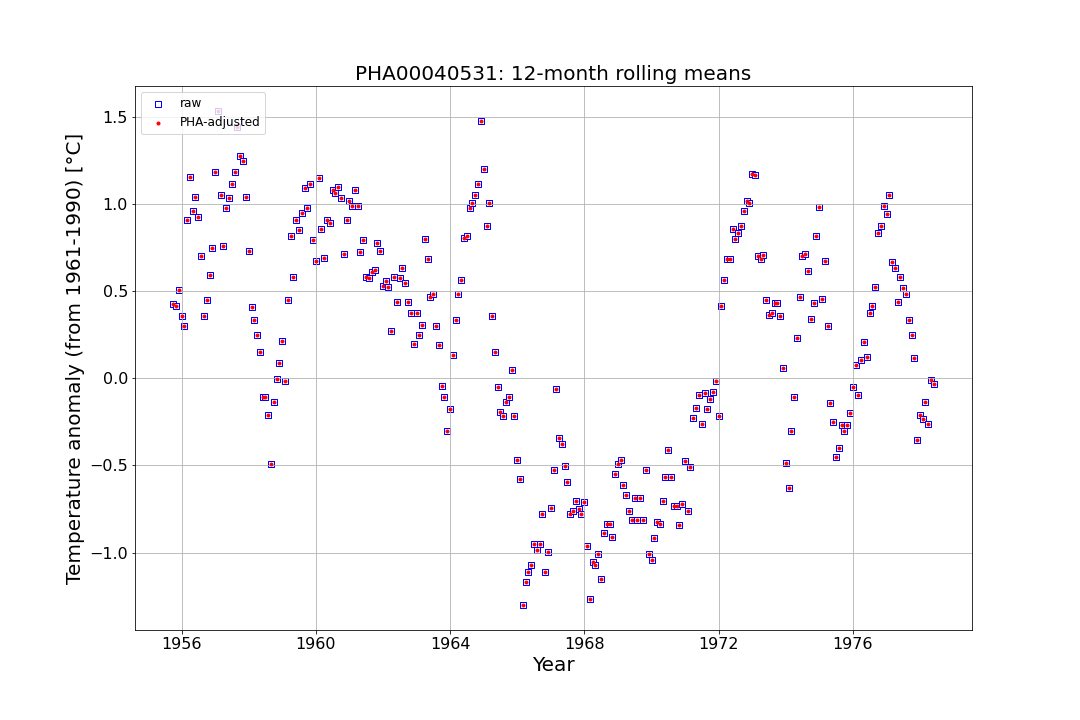 PHA00040531: 12-month rolling means
raw
PHA-adjusted
Temperature anomaly (from 1961-1990) [°C]
1.5
1.0
0.5
0.0
−0.5
−1.0
1956 1960 1964 1968 1972 1976
Year